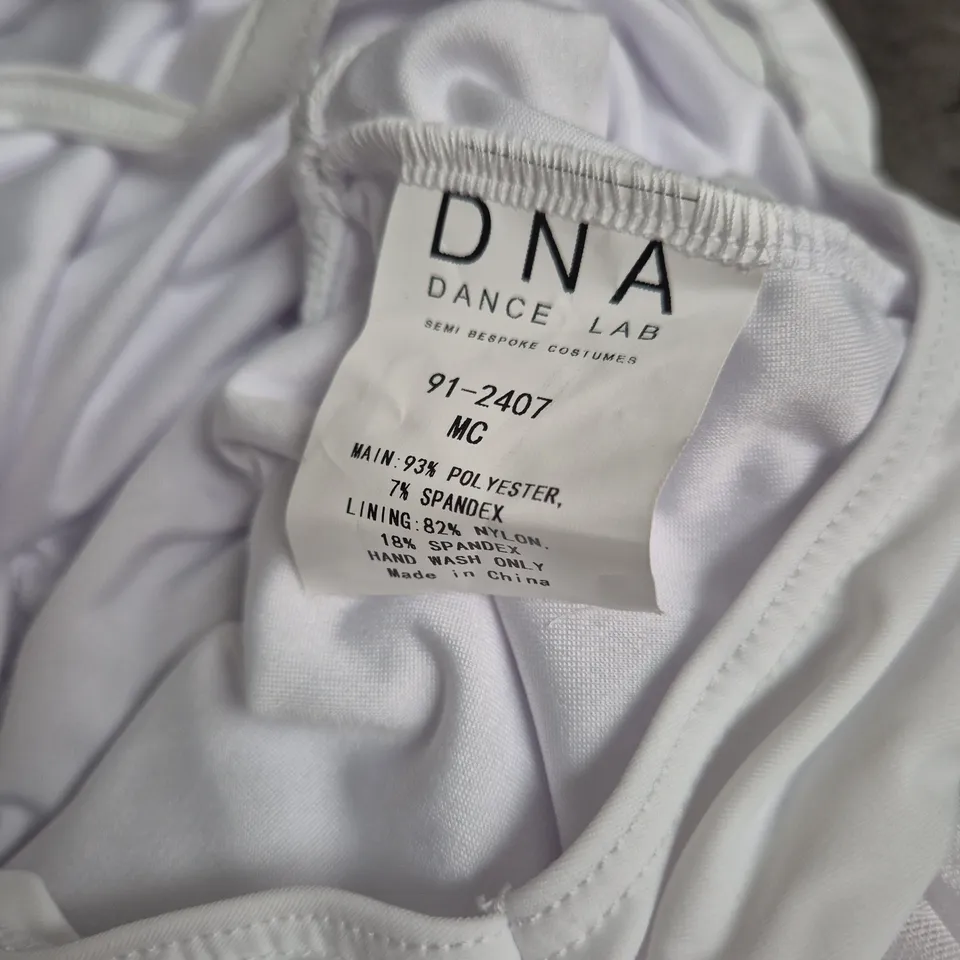 DNA
DANCE LAB
SEMI BESPOKE COSTUMES
91-2407
MC
MAIN:93% POLYESTER,
7% SPANDEX
LINING:82% NYLON.
18% SPANDEX
HAND WASH ONLY
Made in China